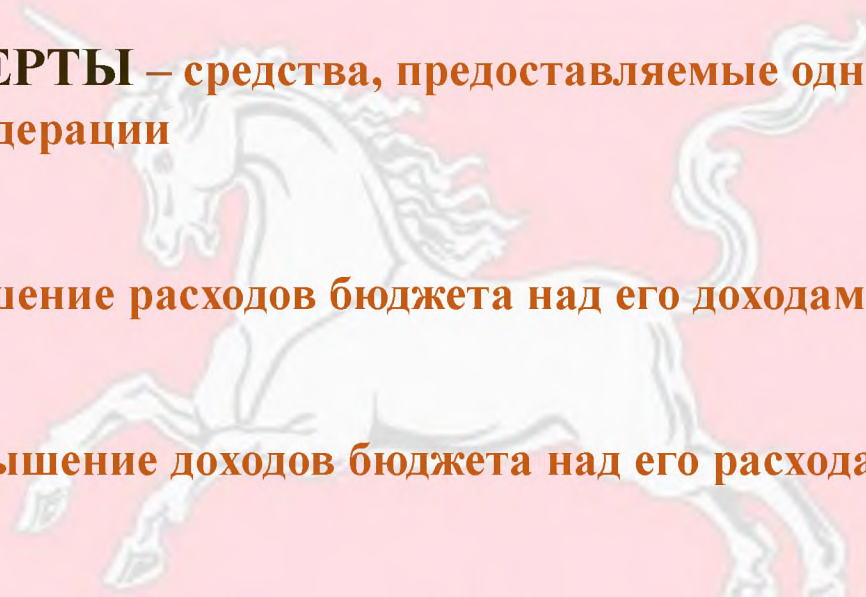 ЕРТЫ – средства, предоставляемые одн
дерации
шение расходов бюджета над его доходам
ышение доходов бюджета над его расхода